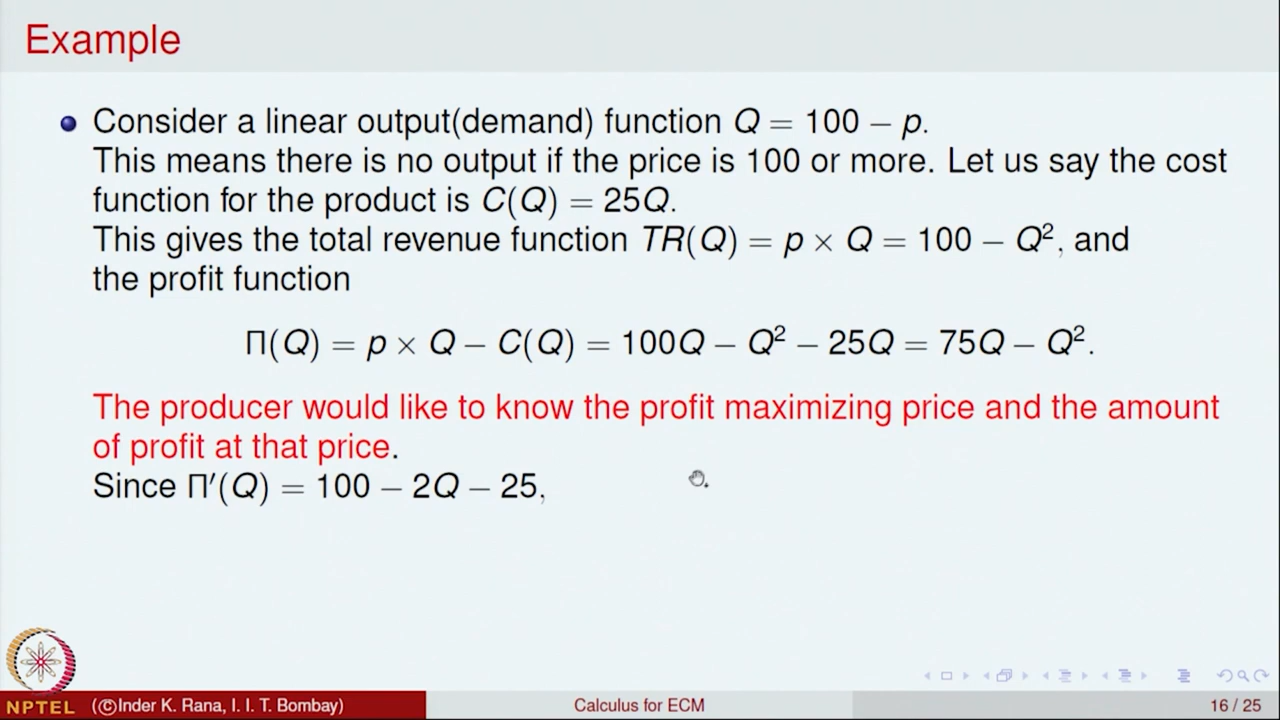 Example
Consider a linear output(demand) function Q = 100 − p.
This means there is no output if the price is 100 or more. Let us say the cost
function for the product is C(Q) = 25Q.
This gives the total revenue function TR(Q) = p × Q = 100 − Q², and
the profit function
Π(Q) = p × Q − C(Q) = 100Q − Q² − 25Q = 75Q − Q².
The producer would like to know the profit maximizing price and the amount
of profit at that price.
Since Π′(Q) = 100 − 2Q − 25,
NPTEL (©Inder K. Rana, I. I. T. Bombay) Calculus for ECM 16 / 25